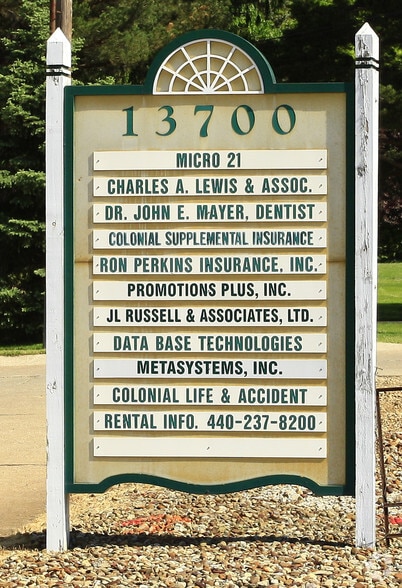 13700
MICRO 21
CHARLES A. LEWIS & ASSOC.
DR. JOHN E. MAYER, DENTIST
COLONIAL SUPPLEMENTAL INSURANCE
RON PERKINS INSURANCE, INC.
PROMOTIONS PLUS, INC.
JL RUSSELL & ASSOCIATES, LTD.
DATA BASE TECHNOLOGIES
METASYSTEMS, INC.
COLONIAL LIFE & ACCIDENT
RENTAL INFO. 440-237-8200